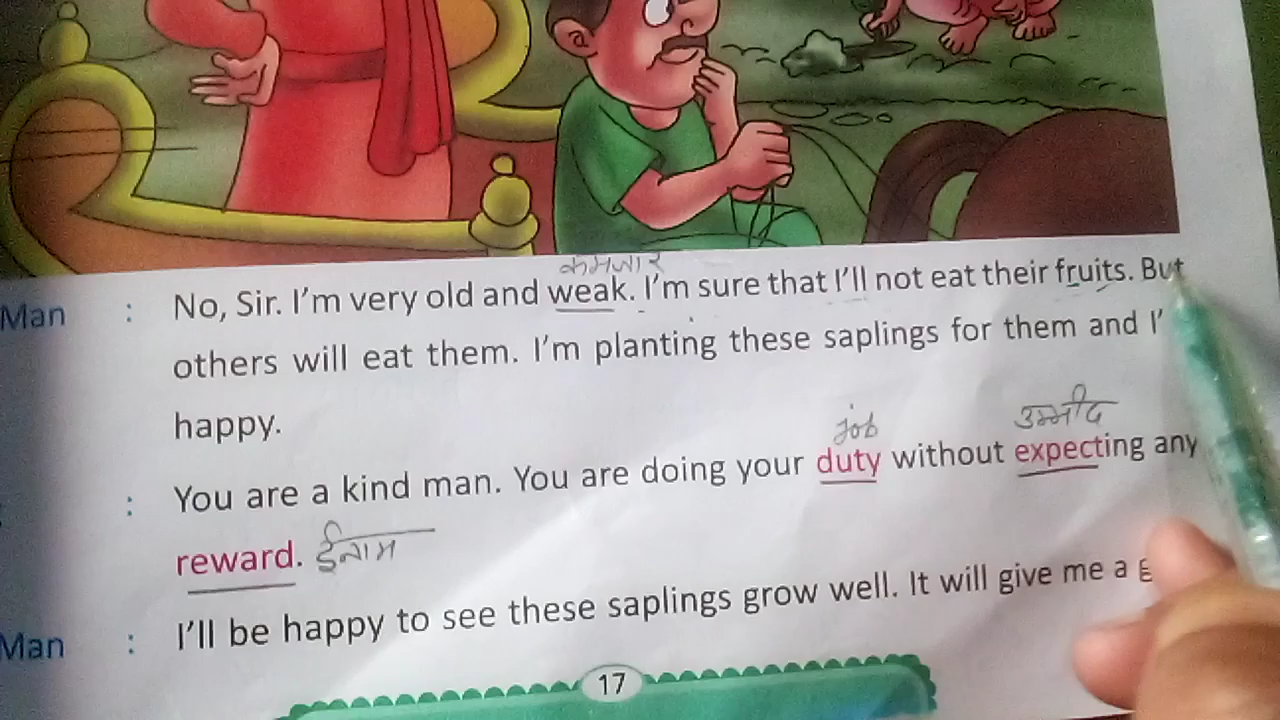 कमजोर
Man : No, Sir. I'm very old and weak. I'm sure that I'll not eat their fruits. But
others will eat them. I'm planting these saplings for them and I'
happy.
job उम्मीद
: You are a kind man. You are doing your duty without expecting any
reward. ईनाम
Man : I'll be happy to see these saplings grow well. It will give me a g
17